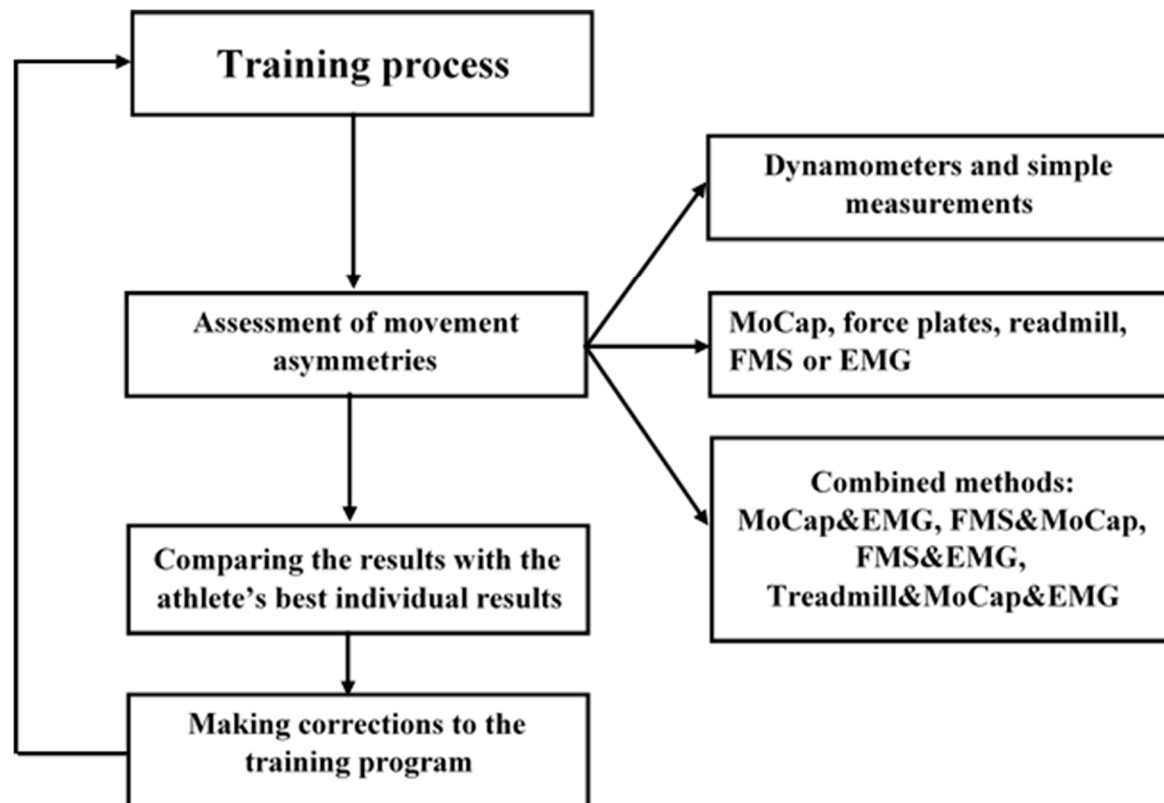 Training process
Dynamometers and simple
measurements
Assessment of movement
asymmetries
MoCap, force plates, readmill,
FMS or EMG
Combined methods:
MoCap&EMG, FMS&MoCap,
FMS&EMG,
Treadmill&MoCap&EMG
Comparing the results with the
athlete’s best individual results
Making corrections to the
training program